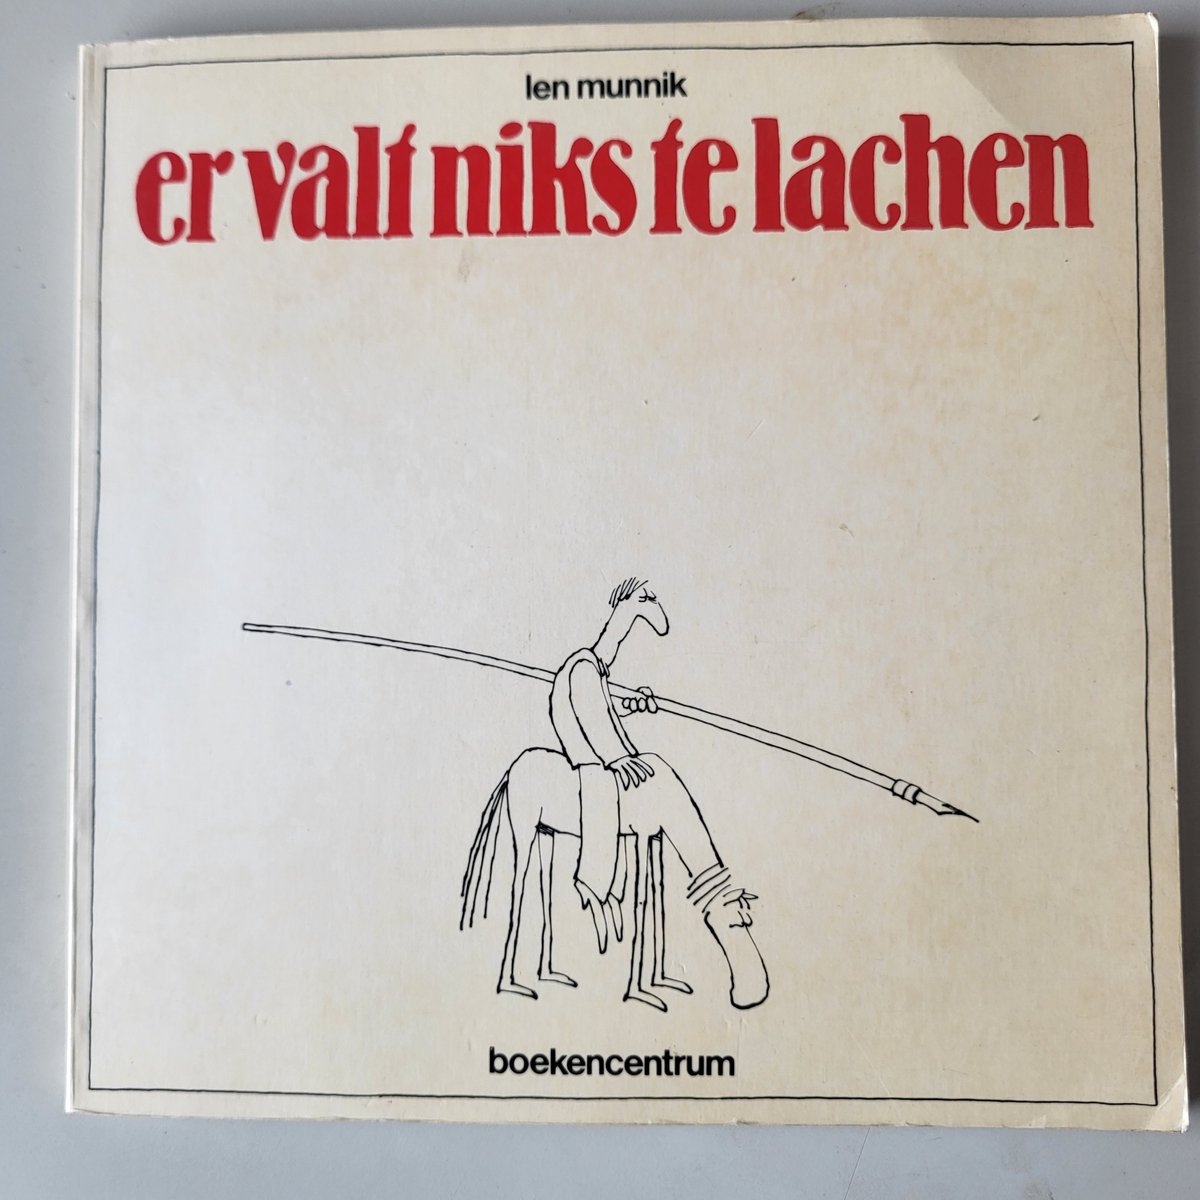 len munnik
er valt niks te lachen
boekencentrum